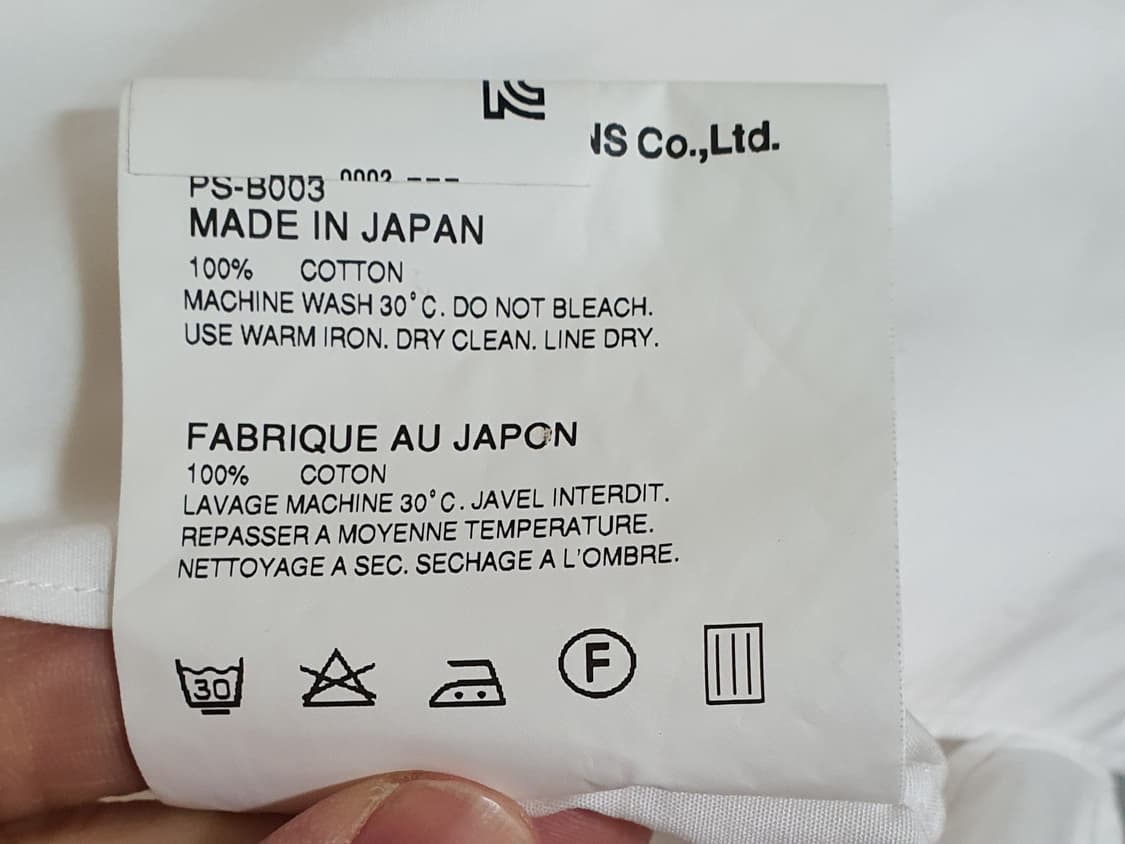 Co.,Ltd.
PS-B003
MADE IN JAPAN
100% COTTON
MACHINE WASH 30°C. DO NOT BLEACH.
USE WARM IRON. DRY CLEAN. LINE DRY.
FABRIQUE AU JAPON
100% COTON
LAVAGE MACHINE 30°C. JAVEL INTERDIT.
REPASSER A MOYENNE TEMPERATURE.
NETTOYAGE A SEC. SECHAGE A L'OMBRE.
30 F